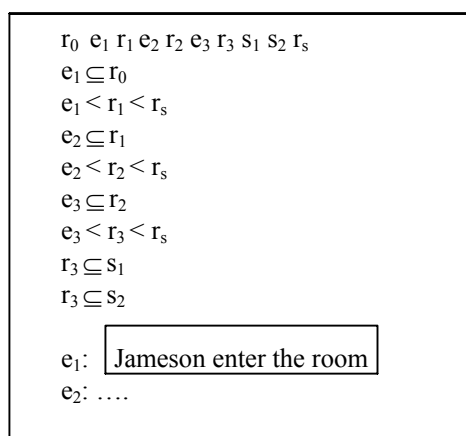 r₀ e₁ r₁ e₂ r₂ e₃ r₃ s₁ s₂ rₛ
e₁ ⊆ r₀
e₁ < r₁ < rₛ
e₂ ⊆ r₁
e₂ < r₂ < rₛ
e₃ ⊆ r₂
e₃ < r₃ < rₛ
r₃ ⊆ s₁
r₃ ⊆ s₂
e₁: Jameson enter the room
e₂: ….